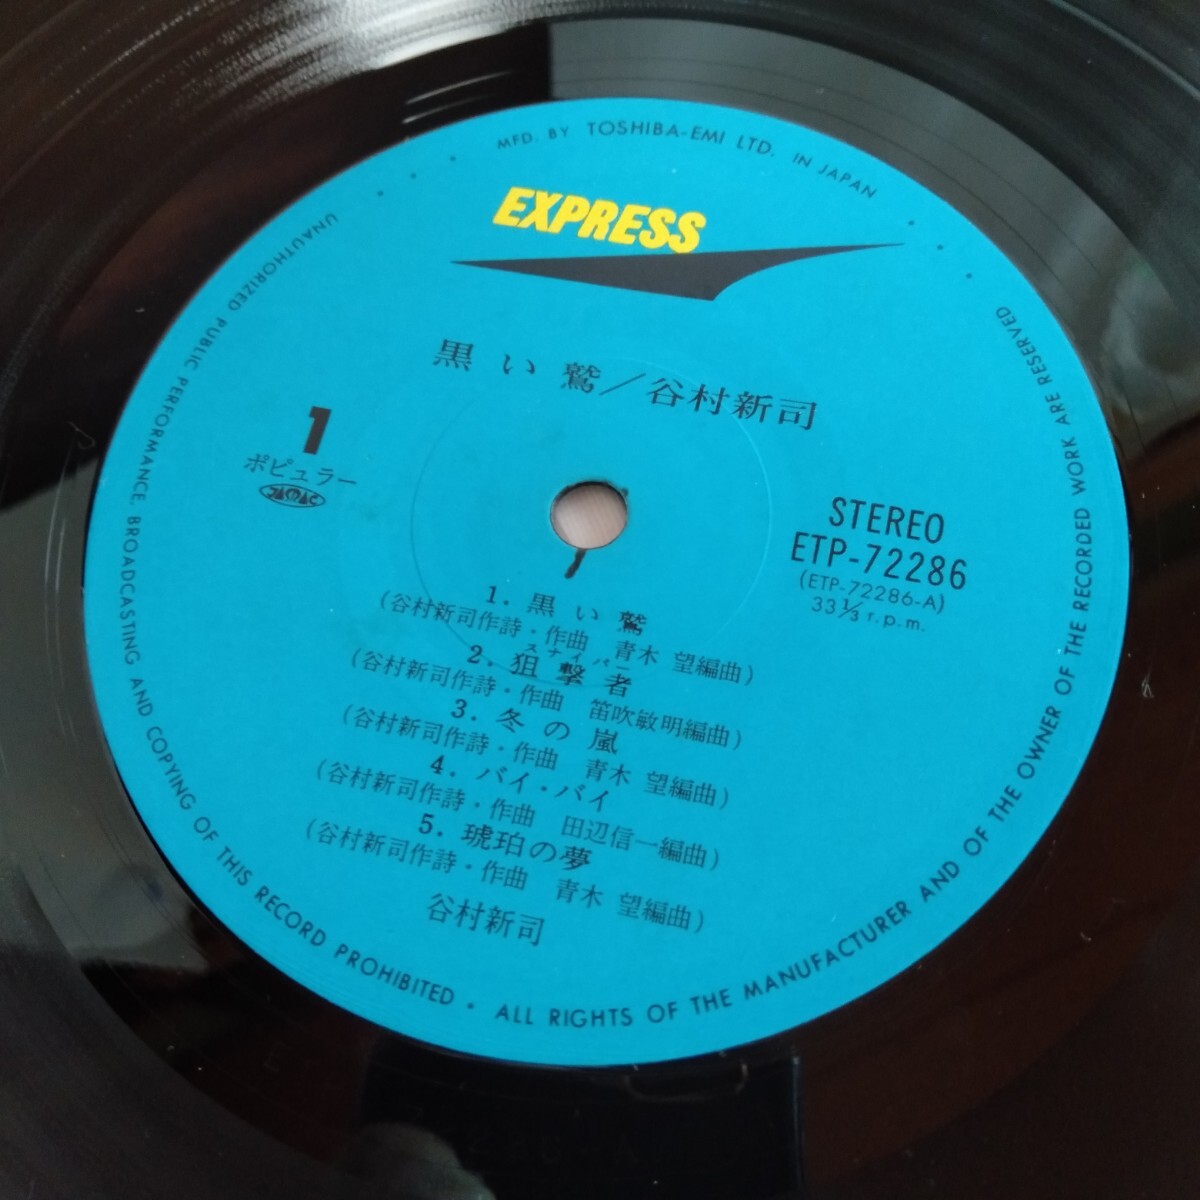 MFD. BY TOSHIBA-EMI LTD. IN JAPAN
EXPRESS
黒い鷲/谷村新司
1
ポピュラー
JASRAC
STEREO
ETP-72286
(ETP-72286-A)
33 1/3 r.p.m.
1. 黒い鷲
(谷村新司作詩・作曲 青木 望編曲)
スナイパー
2. 狙撃者
(谷村新司作詩・作曲 笛吹敏明編曲)
3. 冬の嵐
(谷村新司作詩・作曲 青木 望編曲)
4. バイ・バイ
(谷村新司作詩・作曲 田辺信一編曲)
5. 琥珀の夢
(谷村新司作詩・作曲 青木 望編曲)
谷村新司
UNAUTHORIZED PUBLIC PERFORMANCE, BROADCASTING AND COPYING OF THIS RECORD PROHIBITED • ALL RIGHTS OF THE MANUFACTURER AND OF THE OWNER OF THE RECORDED WORK ARE RESERVED